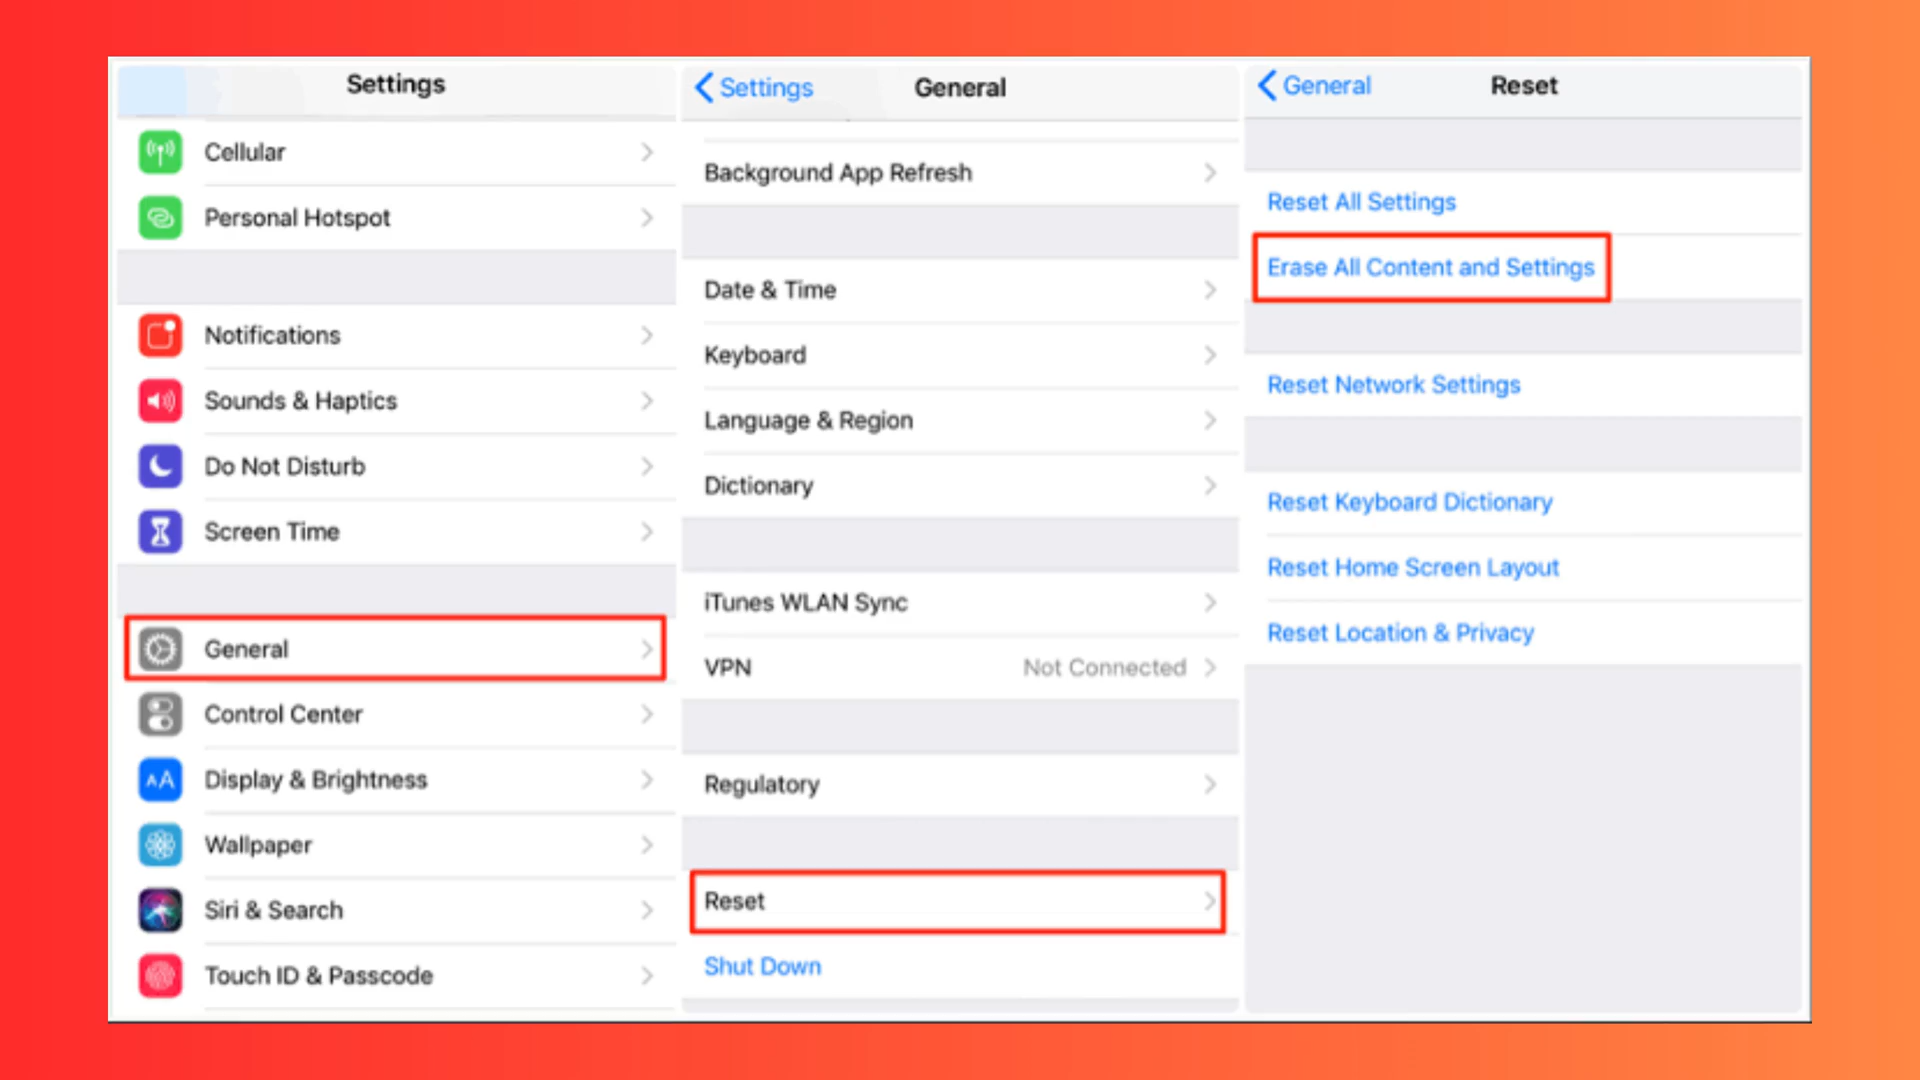 Settings
Cellular
Personal Hotspot
Notifications
Sounds & Haptics
Do Not Disturb
Screen Time
General
Control Center
AA
Display & Brightness
Wallpaper
Siri & Search
Touch ID & Passcode
Settings
General
Background App Refresh
Date & Time
Keyboard
Language & Region
Dictionary
iTunes WLAN Sync
VPN Not Connected
Regulatory
Reset
Shut Down
General
Reset
Reset All Settings
Erase All Content and Settings
Reset Network Settings
Reset Keyboard Dictionary
Reset Home Screen Layout
Reset Location & Privacy